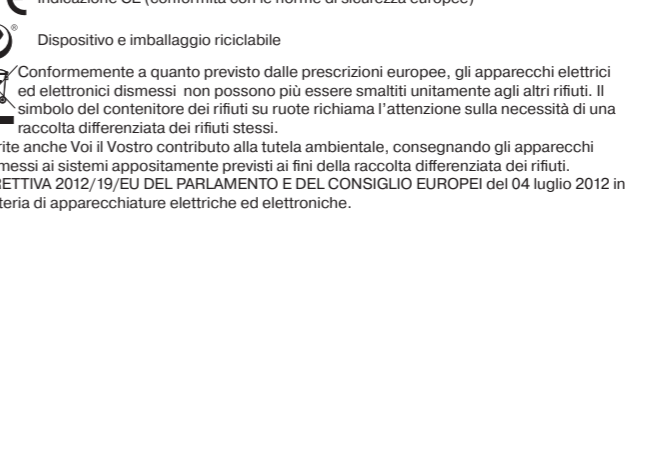 Indicazione CE (conformità con le norme di sicurezza europee)
®
Dispositivo e imballaggio riciclabile
Conformemente a quanto previsto dalle prescrizioni europee, gli apparecchi elettrici
ed elettronici dismessi non possono più essere smaltiti unitamente agli altri rifiuti. Il
simbolo del contenitore dei rifiuti su ruote richiama l'attenzione sulla necessità di una
raccolta differenziata dei rifiuti stessi.
rite anche Voi il Vostro contributo alla tutela ambientale, consegnando gli apparecchi
messi ai sistemi appositamente previsti ai fini della raccolta differenziata dei rifiuti.
RETTIVA 2012/19/EU DEL PARLAMENTO E DEL CONSIGLIO EUROPEI del 04 luglio 2012 in
teria di apparecchiature elettriche ed elettroniche.